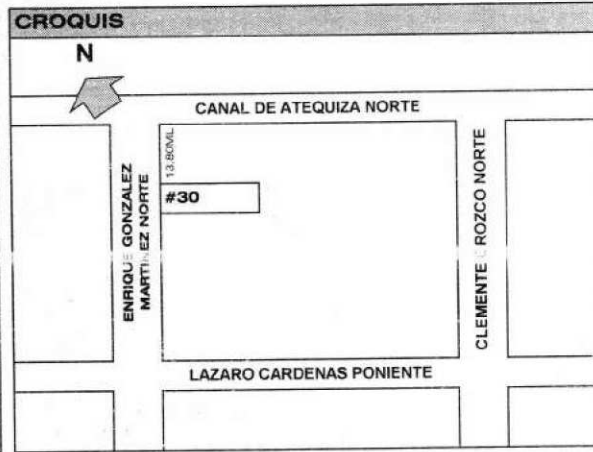 CROQUIS
N
CANAL DE ATEQUIZA NORTE
13.80ML
#30
ENRIQUE GONZALEZ
MARTINEZ NORTE
CLEMENTE OROZCO NORTE
LAZARO CARDENAS PONIENTE